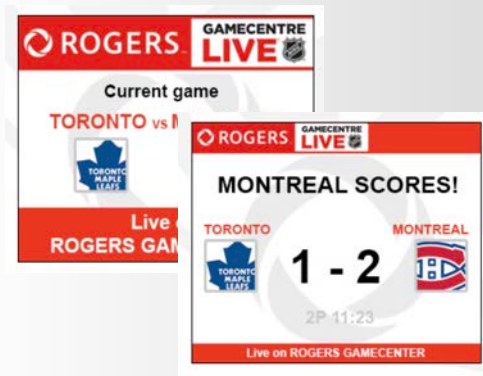 ROGERS
GAMECENTRE
LIVE
Current game
TORONTO vs M
TORONTO
MAPLE
LEAFS
Live
ROGERS GAM
ROGERS
GAMECENTRE
LIVE
MONTREAL SCORES!
TORONTO
MONTREAL
TORONTO
MAPLE
LEAFS
1 - 2
2P 11:23
Live on ROGERS GAMECENTER